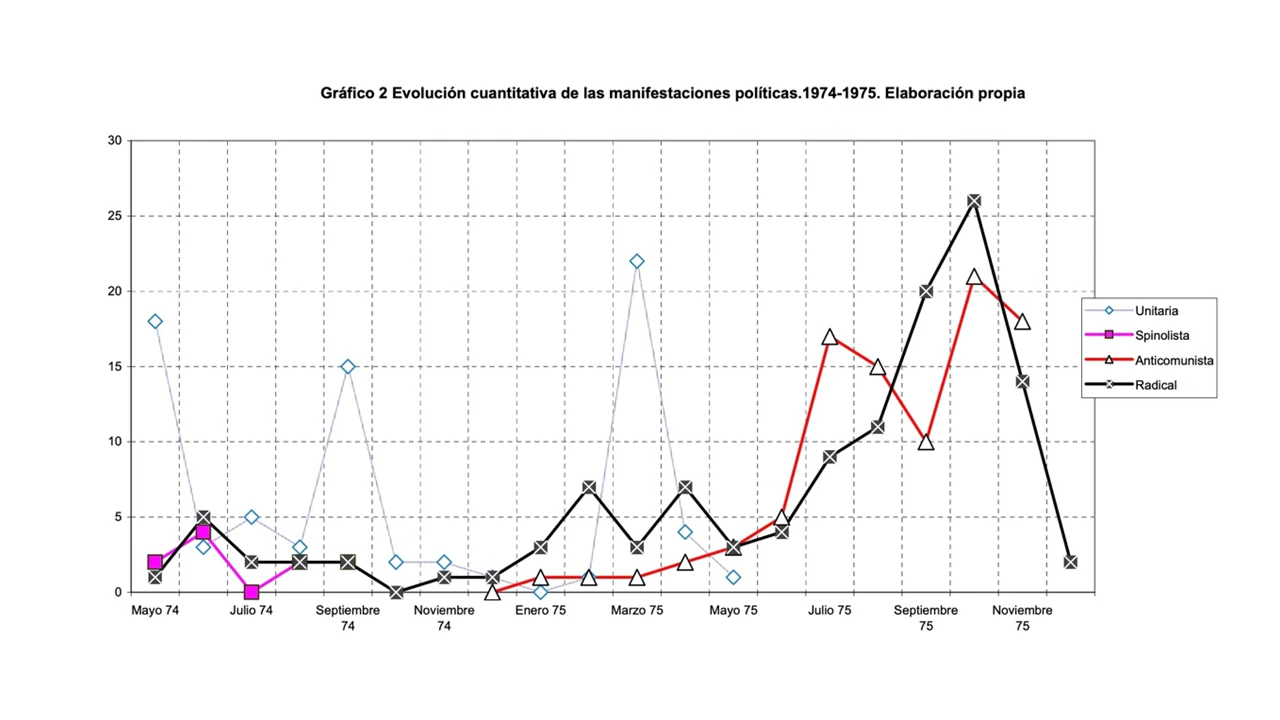 Gráfico 2 Evolución cuantitativa de las manifestaciones políticas.1974-1975. Elaboración propia
30
25
20
15
10
5
0
Mayo 74
Julio 74
Septiembre
74
Noviembre
74
Enero 75
Marzo 75
Mayo 75
Julio 75
Septiembre
75
Noviembre
75
Unitaria
Spinolista
Anticomunista
Radical